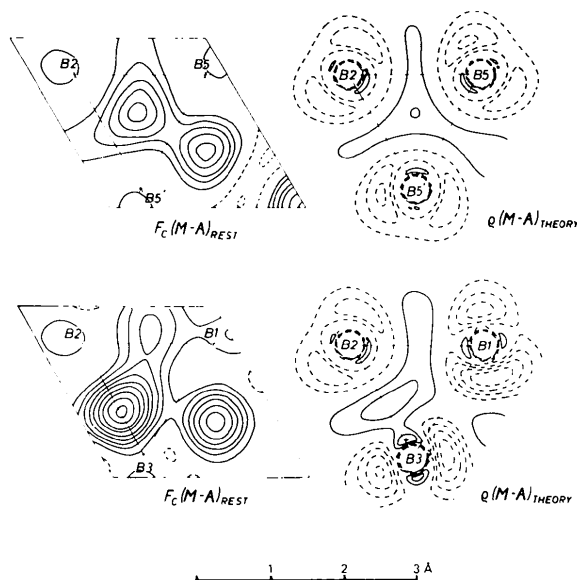 B2 B5 B2 B5
B5' B5'
F_C (M-A)_REST ρ(M-A)_THEORY
B2 B1 B2 B1
B3 B3
F_C (M-A)_REST ρ(M-A)_THEORY
1 2 3 Å